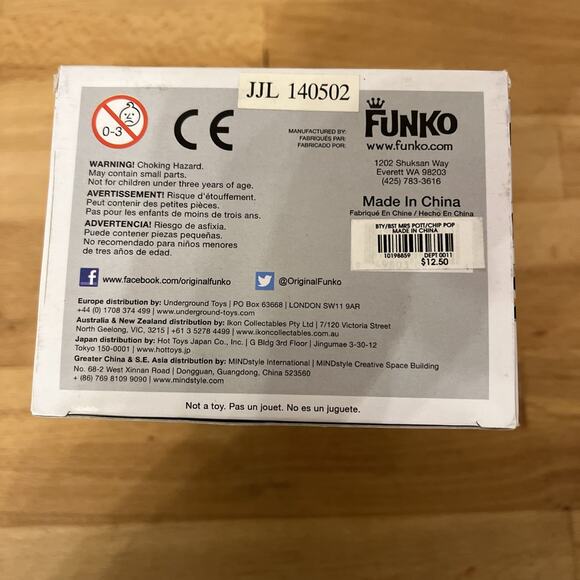 JJL 140502
0-3
CE
MANUFACTURED BY:
FABRIQUÉS PAR:
FABRICADO POR:
FUNKO
www.funko.com
1202 Shuksan Way
Everett WA 98203
(425) 783-3616
Made In China
Fabriqué En Chine / Hecho En China
WARNING! Choking Hazard.
May contain small parts.
Not for children under three years of age.
AVERTISSEMENT! Risque d'étouffement.
Peut contenir des petites pièces.
Pas pour les enfants de moins de trois ans.
ADVERTENCIA! Riesgo de asfixia.
Puede contener piezas pequeñas.
No recomendado para niños menores
de tres años de edad.
BTY/BST MRS POTT/CHIP POP
MADE IN CHINA
10198859 DEPT 0011
$12.50
f www.facebook.com/originalfunko
@OriginalFunko
Europe distribution by: Underground Toys | PO Box 63668 | LONDON SW11 9AR
+44 (0) 1708 374 499 | www.underground-toys.com
Australia & New Zealand distribution by: Ikon Collectables Pty Ltd | 7/120 Victoria Street
North Geelong, VIC, 3215 | +61 3 5278 4499 | www.ikoncollectables.com
Japan distribution by: Hot Toys Japan Co., Inc. | G Bldg 3rd Floor | Jingumae 3-30-12
Tokyo 150-0001 | www.hottoys.jp
Greater China & S.E. Asia distribution by: MINDstyle International | MINDstyle Creative Space Building
No. 68-2 West Xinnan Road | Dongguan, Guangdong, China 523560
+ (86) 769 8109 9090 | www.mindstyle.com
Not a toy. Pas un jouet. No es un juguete.